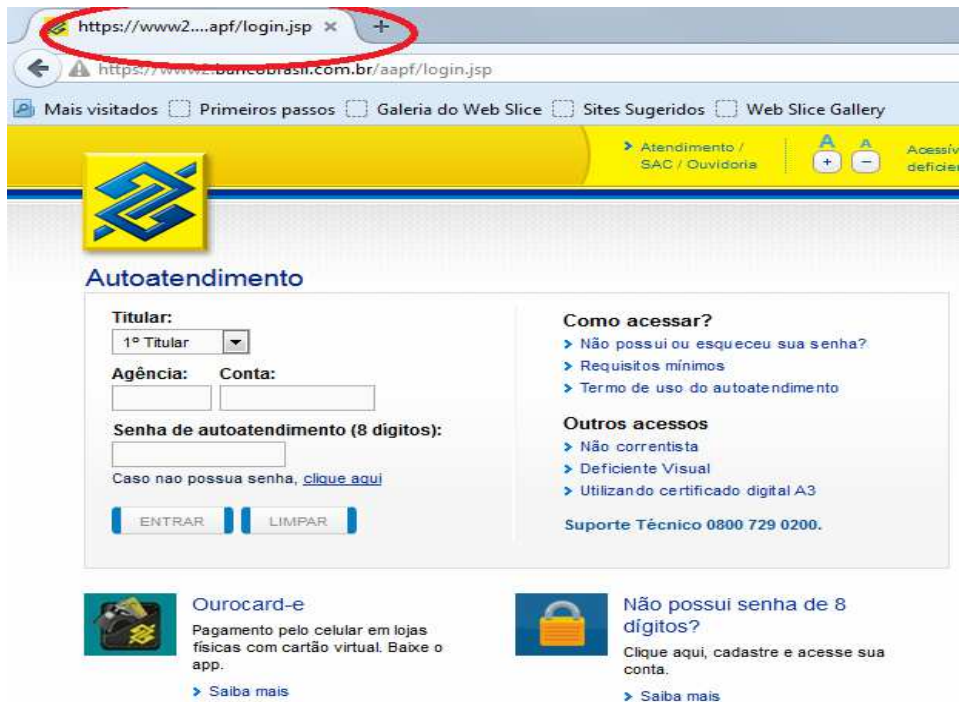 https://www2....apf/login.jsp × +
https://www2.bancobrasil.com.br/aapf/login.jsp
Mais visitados Primeiros passos Galeria do Web Slice Sites Sugeridos Web Slice Gallery
Atendimento /
SAC / Ouvidoria
A A
+ −
Acessív
deficien
Autoatendimento
Titular:
1º Titular
Agência: Conta:
Senha de autoatendimento (8 dígitos):
Caso nao possua senha, clique aqui
ENTRAR LIMPAR
Como acessar?
Não possui ou esqueceu sua senha?
Requisitos mínimos
Termo de uso do autoatendimento
Outros acessos
Não correntista
Deficiente Visual
Utilizando certificado digital A3
Suporte Técnico 0800 729 0200.
Ourocard-e
Pagamento pelo celular em lojas
físicas com cartão virtual. Baixe o
app.
Saiba mais
Não possui senha de 8
dígitos?
Clique aqui, cadastre e acesse sua
conta.
Saiba mais